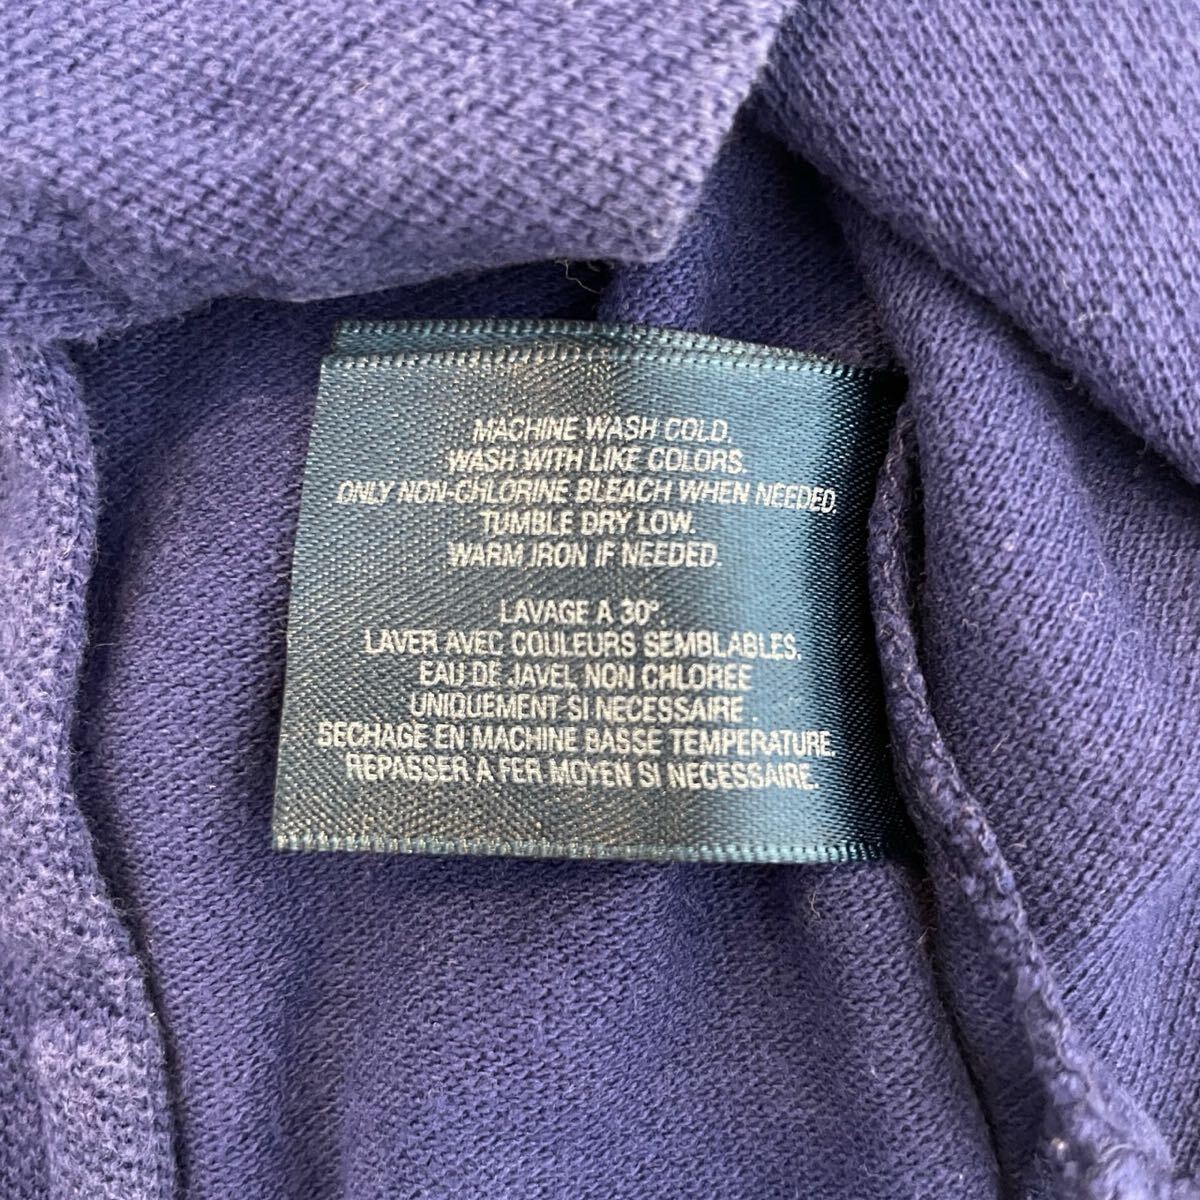 MACHINE WASH COLD.
WASH WITH LIKE COLORS.
ONLY NON-CHLORINE BLEACH WHEN NEEDED.
TUMBLE DRY LOW.
WARM IRON IF NEEDED.
LAVAGE A 30°.
LAVER AVEC COULEURS SEMBLABLES.
EAU DE JAVEL NON CHLOREE
UNIQUEMENT SI NECESSAIRE .
SECHAGE EN MACHINE BASSE TEMPERATURE.
REPASSER A FER MOYEN SI NECESSAIRE.